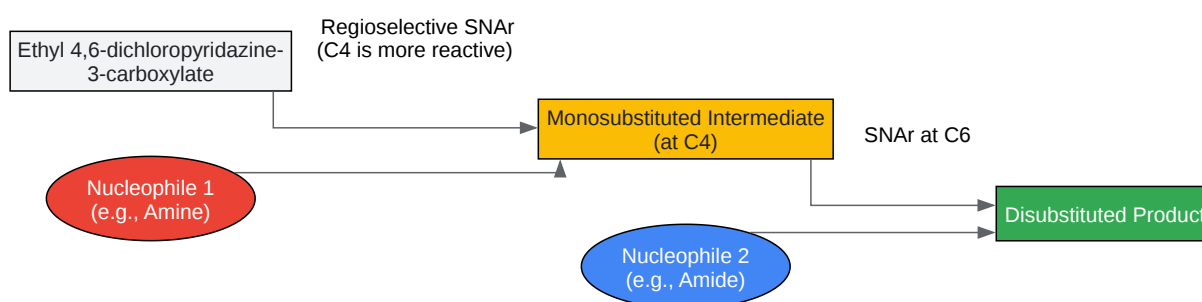 Regioselective SNAr
(C4 is more reactive)
Ethyl 4,6-dichloropyridazine-
3-carboxylate
Monosubstituted Intermediate
(at C4)
SNAr at C6
Nucleophile 1
(e.g., Amine)
Disubstituted Product
Nucleophile 2
(e.g., Amide)